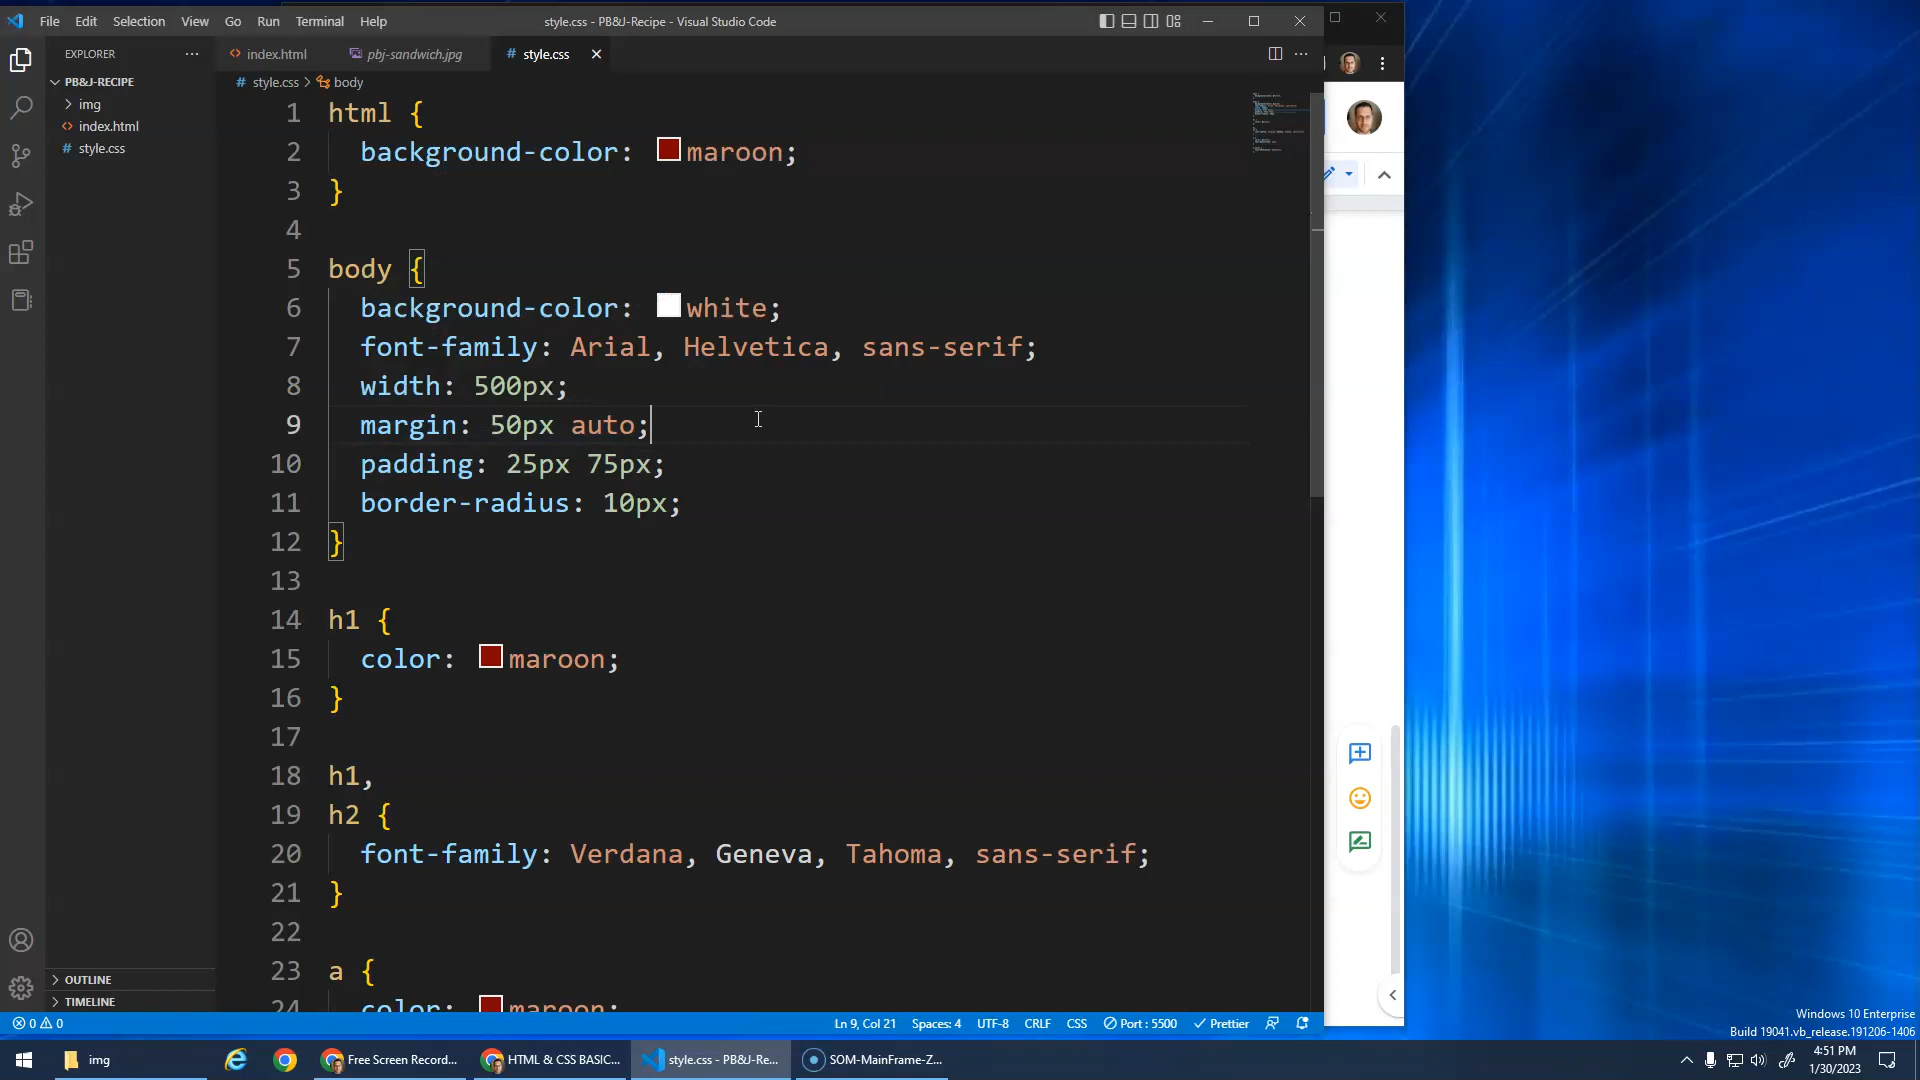 File Edit Selection View Go Run Terminal Help
style.css - PB&J-Recipe - Visual Studio Code
EXPLORER
index.html
pbj-sandwich.jpg
# style.css
PB&J-RECIPE
# style.css > body
img
index.html
# style.css
1 html {
2 background-color: maroon;
3 }
4
5 body {
6 background-color: white;
7 font-family: Arial, Helvetica, sans-serif;
8 width: 500px;
9 margin: 50px auto;
10 padding: 25px 75px;
11 border-radius: 10px;
12 }
13
14 h1 {
15 color: maroon;
16 }
17
18 h1,
19 h2 {
20 font-family: Verdana, Geneva, Tahoma, sans-serif;
21 }
22
23 a {
24 color: maroon;
OUTLINE
TIMELINE
0 0
Ln 9, Col 21 Spaces: 4 UTF-8 CRLF CSS Port : 5500 Prettier
Windows 10 Enterprise
Build 19041.vb_release.191206-1406
img
Free Screen Record...
HTML & CSS BASIC...
style.css - PB&J-Re...
SOM-MainFrame-Z...
4:51 PM
1/30/2023